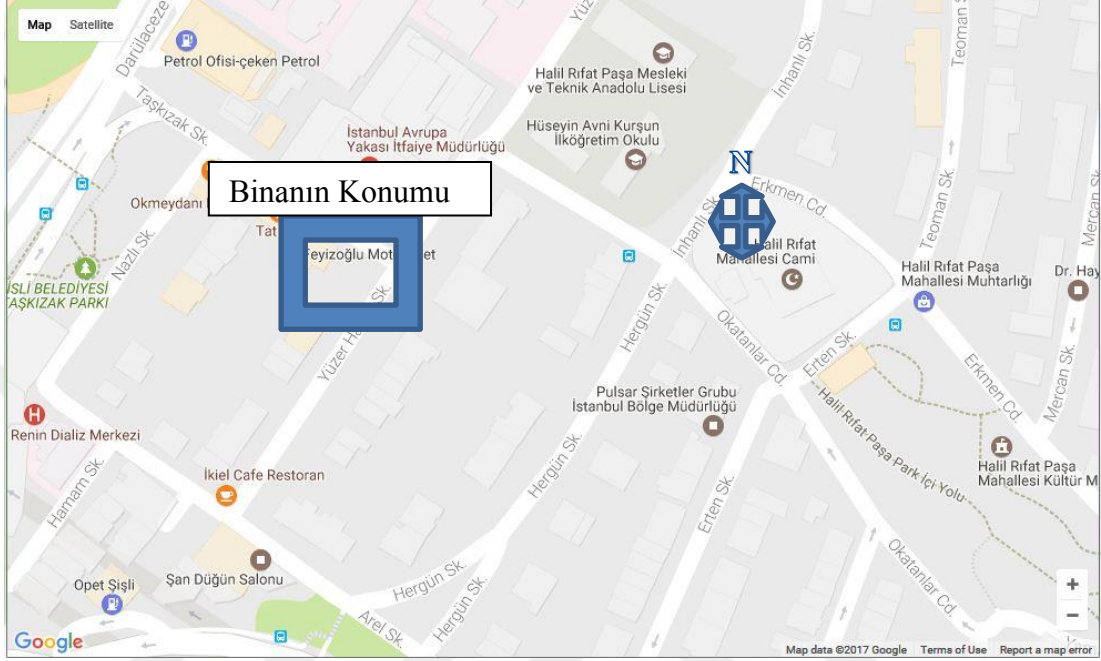 Map Satellite
Darülaceze
Petrol Ofisi-çeken Petrol
Yüz
Halil Rıfat Paşa Mesleki
ve Teknik Anadolu Lisesi
İnhanlı Sk.
Teoman S
Taşkızak Sk.
İstanbul Avrupa
Yakası İtfaiye Müdürlüğü
Hüseyin Avni Kurşun
İlköğretim Okulu
N
Binanın Konumu
Okmeydanı
Tat
Erkmen Cd.
Teoman Sk.
Mercan Sk
Nazlı Sk.
İnhanlı Sk.
Halil Rıfat
Mahallesi Cami
eyizoğlu Mot et
Halil Rıfat Paşa
Mahallesi Muhtarlığı
Dr. Hay
İSLİ BELEDİYESİ
TAŞKIZAK PARKI
Yüzer Ha Sk.
Hergün Sk.
Okatanlar Cd.
Erten Sk.
Erkmen Cd.
Mercan Sk.
Pulsar Şirketler Grubu
İstanbul Bölge Müdürlüğü
Halil Rıfat Paşa Park İçi Yolu
H
Renin Dializ Merkezi
Hamam Sk.
İkiel Cafe Restoran
Hergün Sk.
Erten Sk.
Halil Rıfat Paşa
Mahallesi Kültür M
Opet Şişli
Şan Düğün Salonu
Hergün Sk.
Hergün Sk.
Arel Sk.
Okatanlar Cd.
+
−
Google
Map data ©2017 Google Terms of Use Report a map error